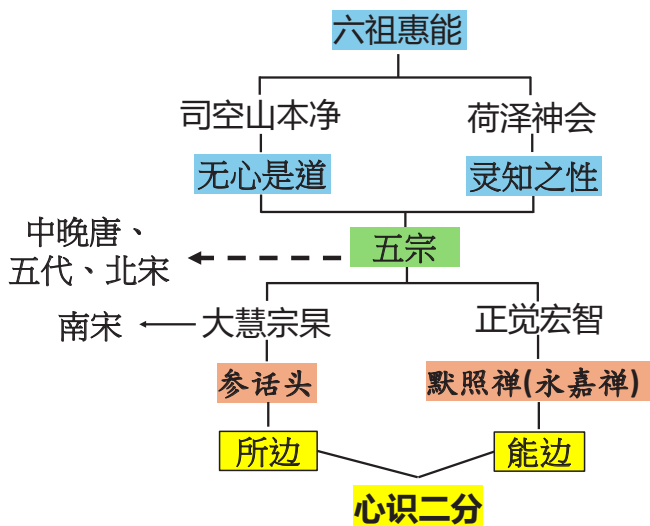 六祖惠能
司空山本净
荷泽神会
无心是道
灵知之性
中晚唐、
五代、北宋
五宗
南宋
大慧宗杲
正觉宏智
参话头
默照禅(永嘉禅)
所边
能边
心识二分